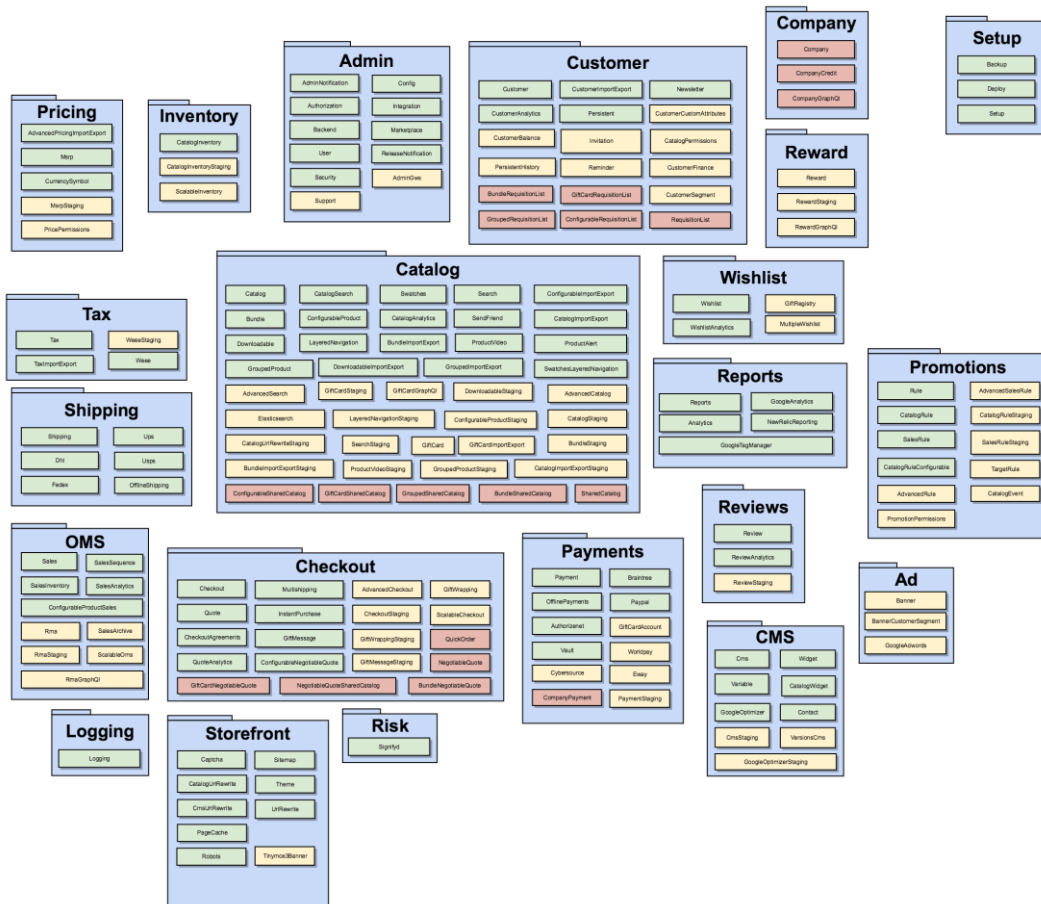 Pricing
AdvancedPricingImportExport
Msrp
CurrencySymbol
MsrpStaging
PricePermissions
Inventory
CatalogInventory
CatalogInventoryStaging
ScalableInventory
Admin
AdminNotification
Config
Authorization
Integration
Backend
Marketplace
User
ReleaseNotification
Security
AdminGws
Support
Customer
Customer
CustomerImportExport
Newsletter
CustomerAnalytics
Persistent
CustomerCustomAttributes
CustomerBalance
Invitation
CatalogPermissions
PersistentHistory
Reminder
CustomerFinance
BundleRequisitionList
GiftCardRequisitionList
CustomerSegment
GroupedRequisitionList
ConfigurableRequisitionList
RequisitionList
Company
Company
CompanyCredit
CompanyGraphQl
Setup
Backup
Deploy
Setup
Reward
Reward
RewardStaging
RewardGraphQl
Tax
Tax
WeeeStaging
TaxImportExport
Weee
Catalog
Catalog
CatalogSearch
Swatches
Search
ConfigurableImportExport
Bundle
ConfigurableProduct
CatalogAnalytics
SendFriend
CatalogImportExport
Downloadable
LayeredNavigation
BundleImportExport
ProductVideo
ProductAlert
GroupedProduct
DownloadableImportExport
GroupedImportExport
SwatchesLayeredNavigation
AdvancedSearch
GiftCardStaging
GiftCardGraphQl
DownloadableStaging
AdvancedCatalog
Elasticsearch
LayeredNavigationStaging
ConfigurableProductStaging
CatalogStaging
CatalogUrlRewriteStaging
SearchStaging
GiftCard
GiftCardImportExport
BundleStaging
BundleImportExportStaging
ProductVideoStaging
GroupedProductStaging
CatalogImportExportStaging
ConfigurableSharedCatalog
GiftCardSharedCatalog
GroupedSharedCatalog
BundleSharedCatalog
SharedCatalog
Wishlist
Wishlist
GiftRegistry
WishlistAnalytics
MultipleWishlist
Shipping
Shipping
Ups
Dhl
Usps
Fedex
OfflineShipping
Reports
Reports
GoogleAnalytics
Analytics
NewRelicReporting
GoogleTagManager
Promotions
Rule
AdvancedSalesRule
CatalogRule
CatalogRuleStaging
SalesRule
SalesRuleStaging
CatalogRuleConfigurable
TargetRule
AdvancedRule
CatalogEvent
PromotionPermissions
OMS
Sales
SalesSequence
SalesInventory
SalesAnalytics
ConfigurableProductSales
Rma
SalesArchive
RmaStaging
ScalableOms
RmaGraphQl
Checkout
Checkout
Multishipping
AdvancedCheckout
GiftWrapping
Quote
InstantPurchase
CheckoutStaging
ScalableCheckout
CheckoutAgreements
GiftMessage
GiftWrappingStaging
QuickOrder
QuoteAnalytics
ConfigurableNegotiableQuote
GiftMessageStaging
NegotiableQuote
GiftCardNegotiableQuote
NegotiableQuoteSharedCatalog
BundleNegotiableQuote
Payments
Payment
Braintree
OfflinePayments
Paypal
Authorizenet
GiftCardAccount
Vault
Worldpay
Cybersource
Eway
CompanyPayment
PaymentStaging
Reviews
Review
ReviewAnalytics
ReviewStaging
Ad
Banner
BannerCustomerSegment
GoogleAdwords
CMS
Cms
Widget
Variable
CatalogWidget
GoogleOptimizer
Contact
CmsStaging
VersionsCms
GoogleOptimizerStaging
Logging
Logging
Storefront
Captcha
Sitemap
CatalogUrlRewrite
Theme
CmsUrlRewrite
UrlRewrite
PageCache
Robots
Tinymce3Banner
Risk
Signifyd